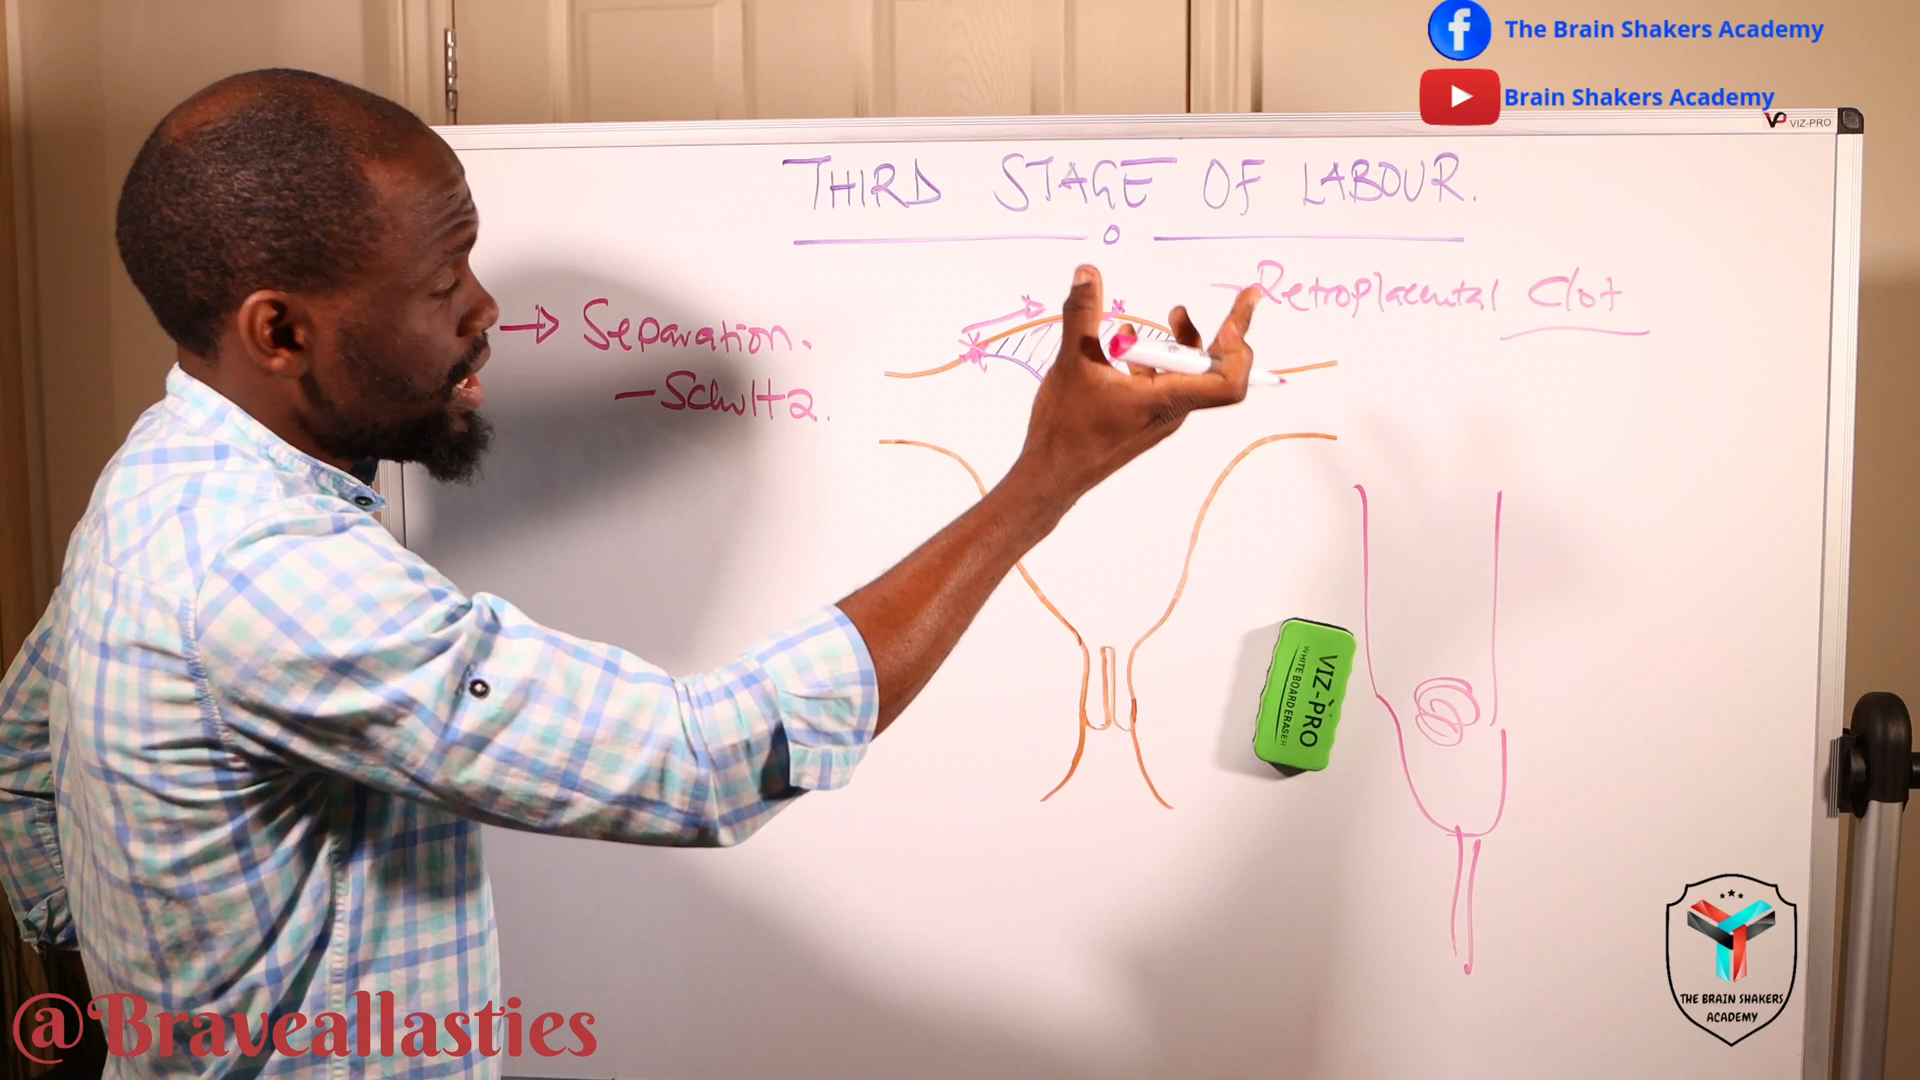 The Brain Shakers Academy
Brain Shakers Academy
VP VIZ-PRO
THIRD STAGE OF LABOUR.
- Retroplacental Clot
→ Separation.
- Schultz.
VIZ-PRO
WHITE BOARD ERASER
THE BRAIN SHAKERS
ACADEMY
@Braveallasties